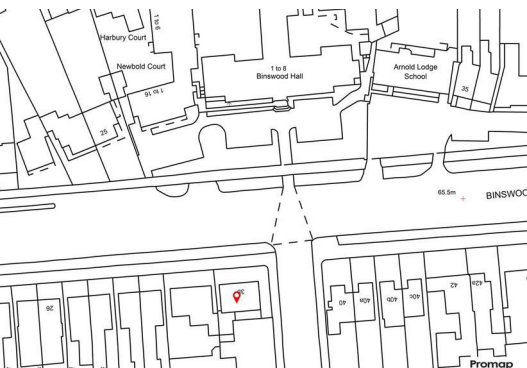 1 to 6
Harbury Court
Newbold Court
1 to 16
25
1 to 8
Binswood Hall
Arnold Lodge
School
35
65.5m
BINSWOO
26
40
40a
40b
40c
42
42a
Promap